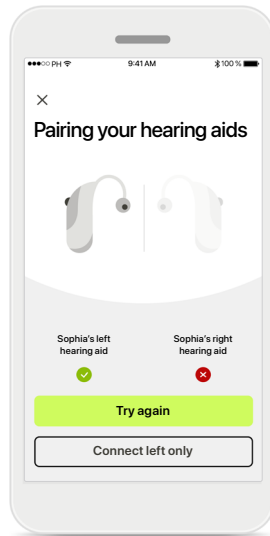 PH 9:41 AM 100 %
Pairing your hearing aids
Sophia's left
hearing aid
Sophia's right
hearing aid
Try again
Connect left only